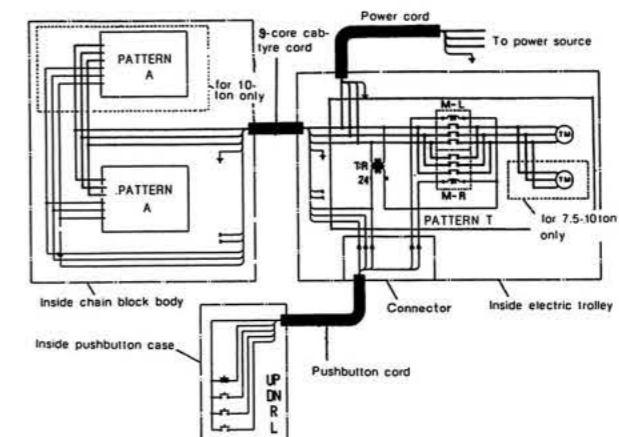 Power cord
9-core cab-
tyre cord
To power source
PATTERN
A
for 10-
ton only
M-L
TM
T·R
24
PATTERN
A
TM
M-R
PATTERN T
for 7.5-10ton
only
Inside chain block body
Connector
Inside electric trolley
Inside pushbutton case
Pushbutton cord
UP
DN
R
L